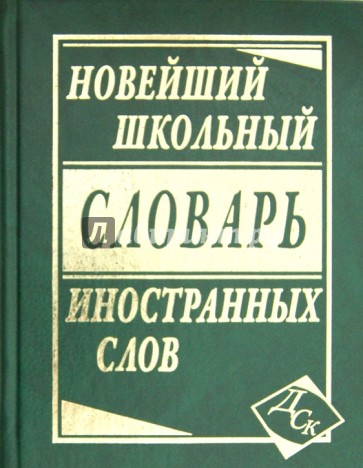 НОВЕЙШИЙ
ШКОЛЬНЫЙ
СЛОВАРЬ
ИНОСТРАННЫХ
СЛОВ
ДСК